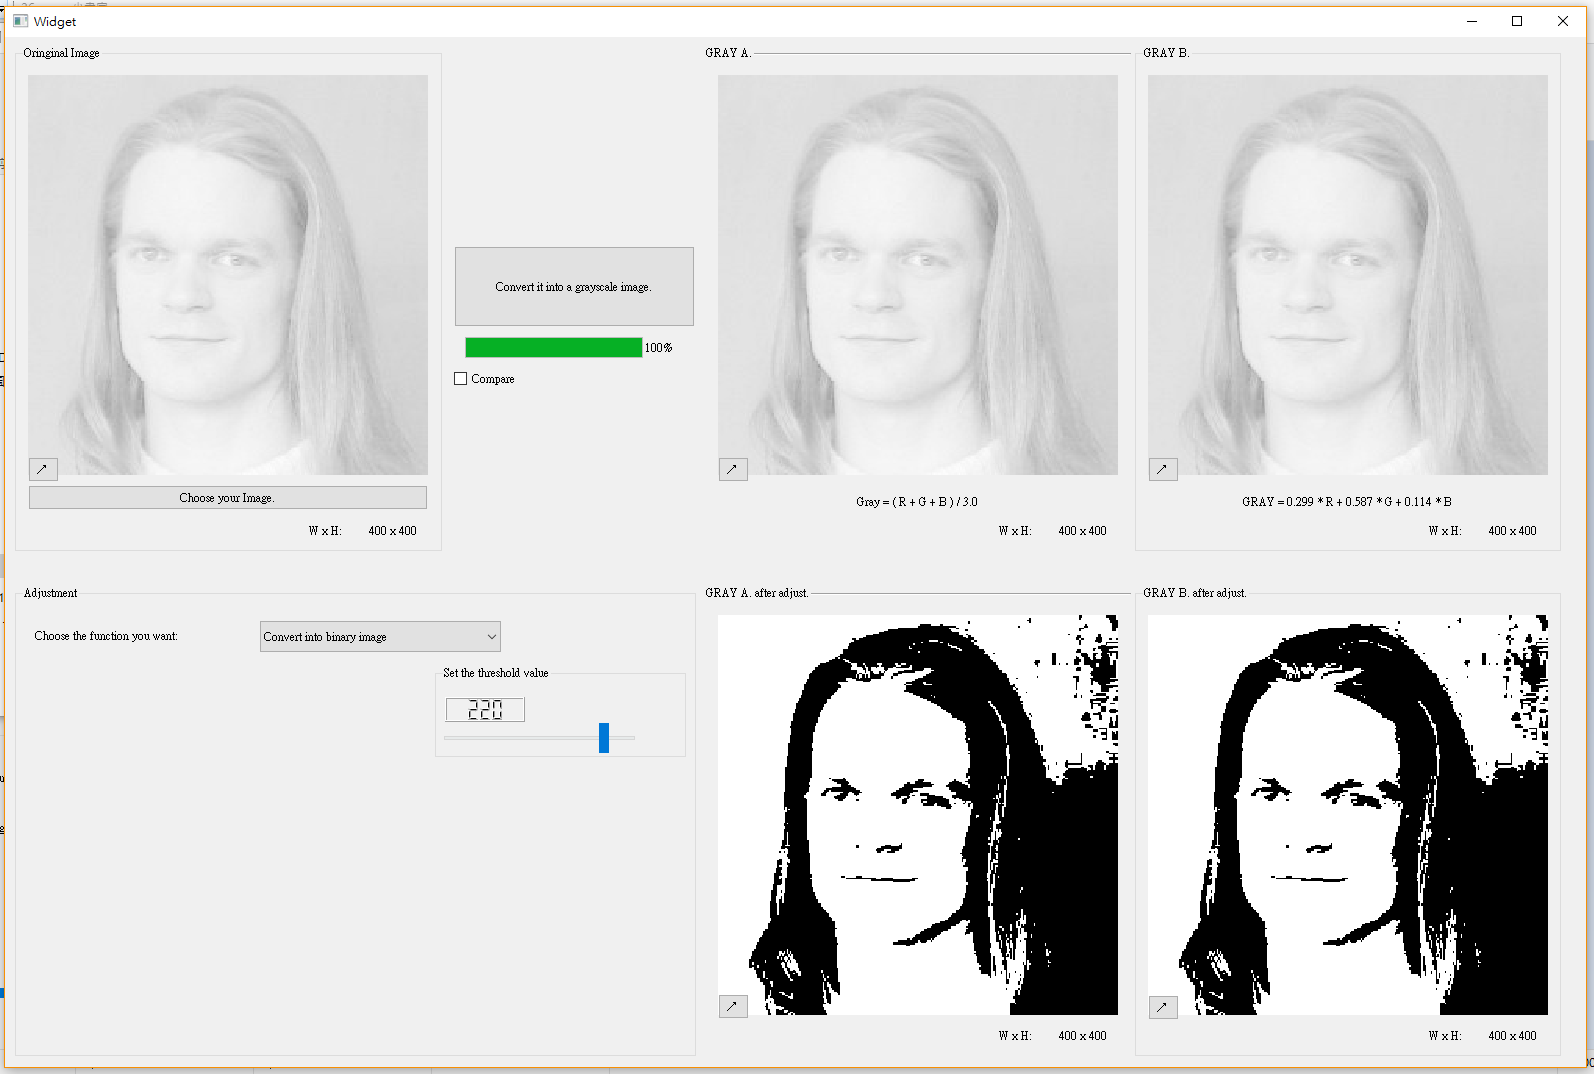 Widget
Oringinal Image
Choose your Image.
W x H: 400 x 400
Convert it into a grayscale image.
100%
Compare
GRAY A.
Gray = ( R + G + B ) / 3.0
W x H: 400 x 400
GRAY B.
GRAY = 0.299 * R + 0.587 * G + 0.114 * B
W x H: 400 x 400
Adjustment
Choose the function you want:
Convert into binary image
Set the threshold value
220
GRAY A. after adjust.
W x H: 400 x 400
GRAY B. after adjust.
W x H: 400 x 400